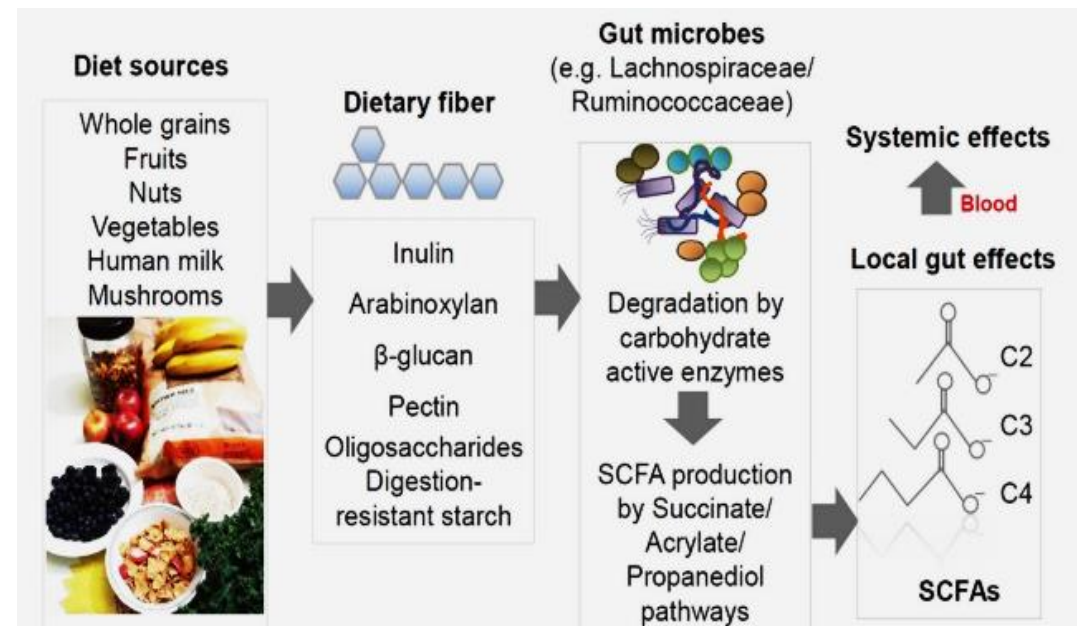 Diet sources
Whole grains
Fruits
Nuts
Vegetables
Human milk
Mushrooms
Dietary fiber
Inulin
Arabinoxylan
β-glucan
Pectin
Oligosaccharides
Digestion-
resistant starch
Gut microbes
(e.g. Lachnospiraceae/
Ruminococcaceae)
Degradation by
carbohydrate
active enzymes
SCFA production
by Succinate/
Acrylate/
Propanediol
pathways
Systemic effects
Blood
Local gut effects
O
O⁻
C2
O
O⁻
C3
O
O⁻
C4
SCFAs